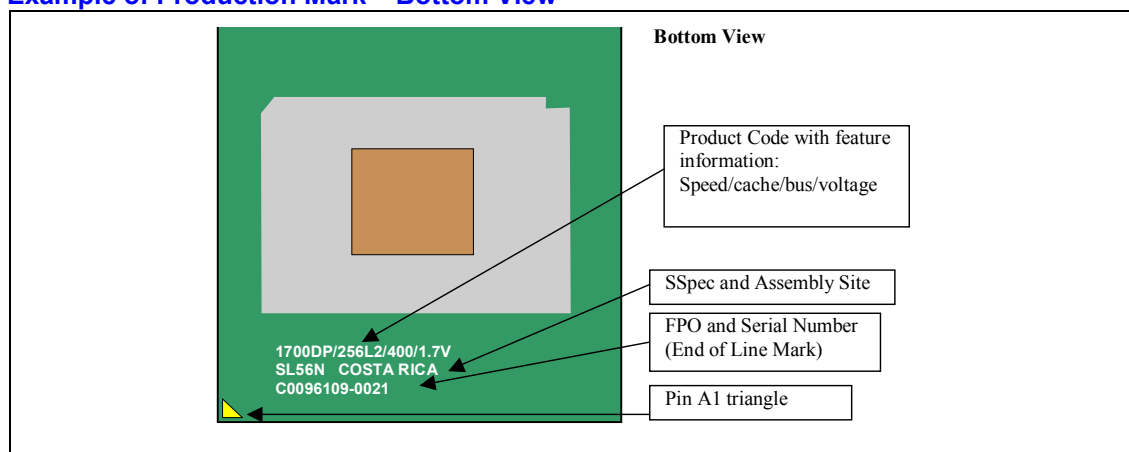 Example of Production Mark – Bottom View
Bottom View
Product Code with feature
information:
Speed/cache/bus/voltage
SSpec and Assembly Site
FPO and Serial Number
(End of Line Mark)
Pin A1 triangle
1700DP/256L2/400/1.7V
SL56N COSTA RICA
C0096109-0021